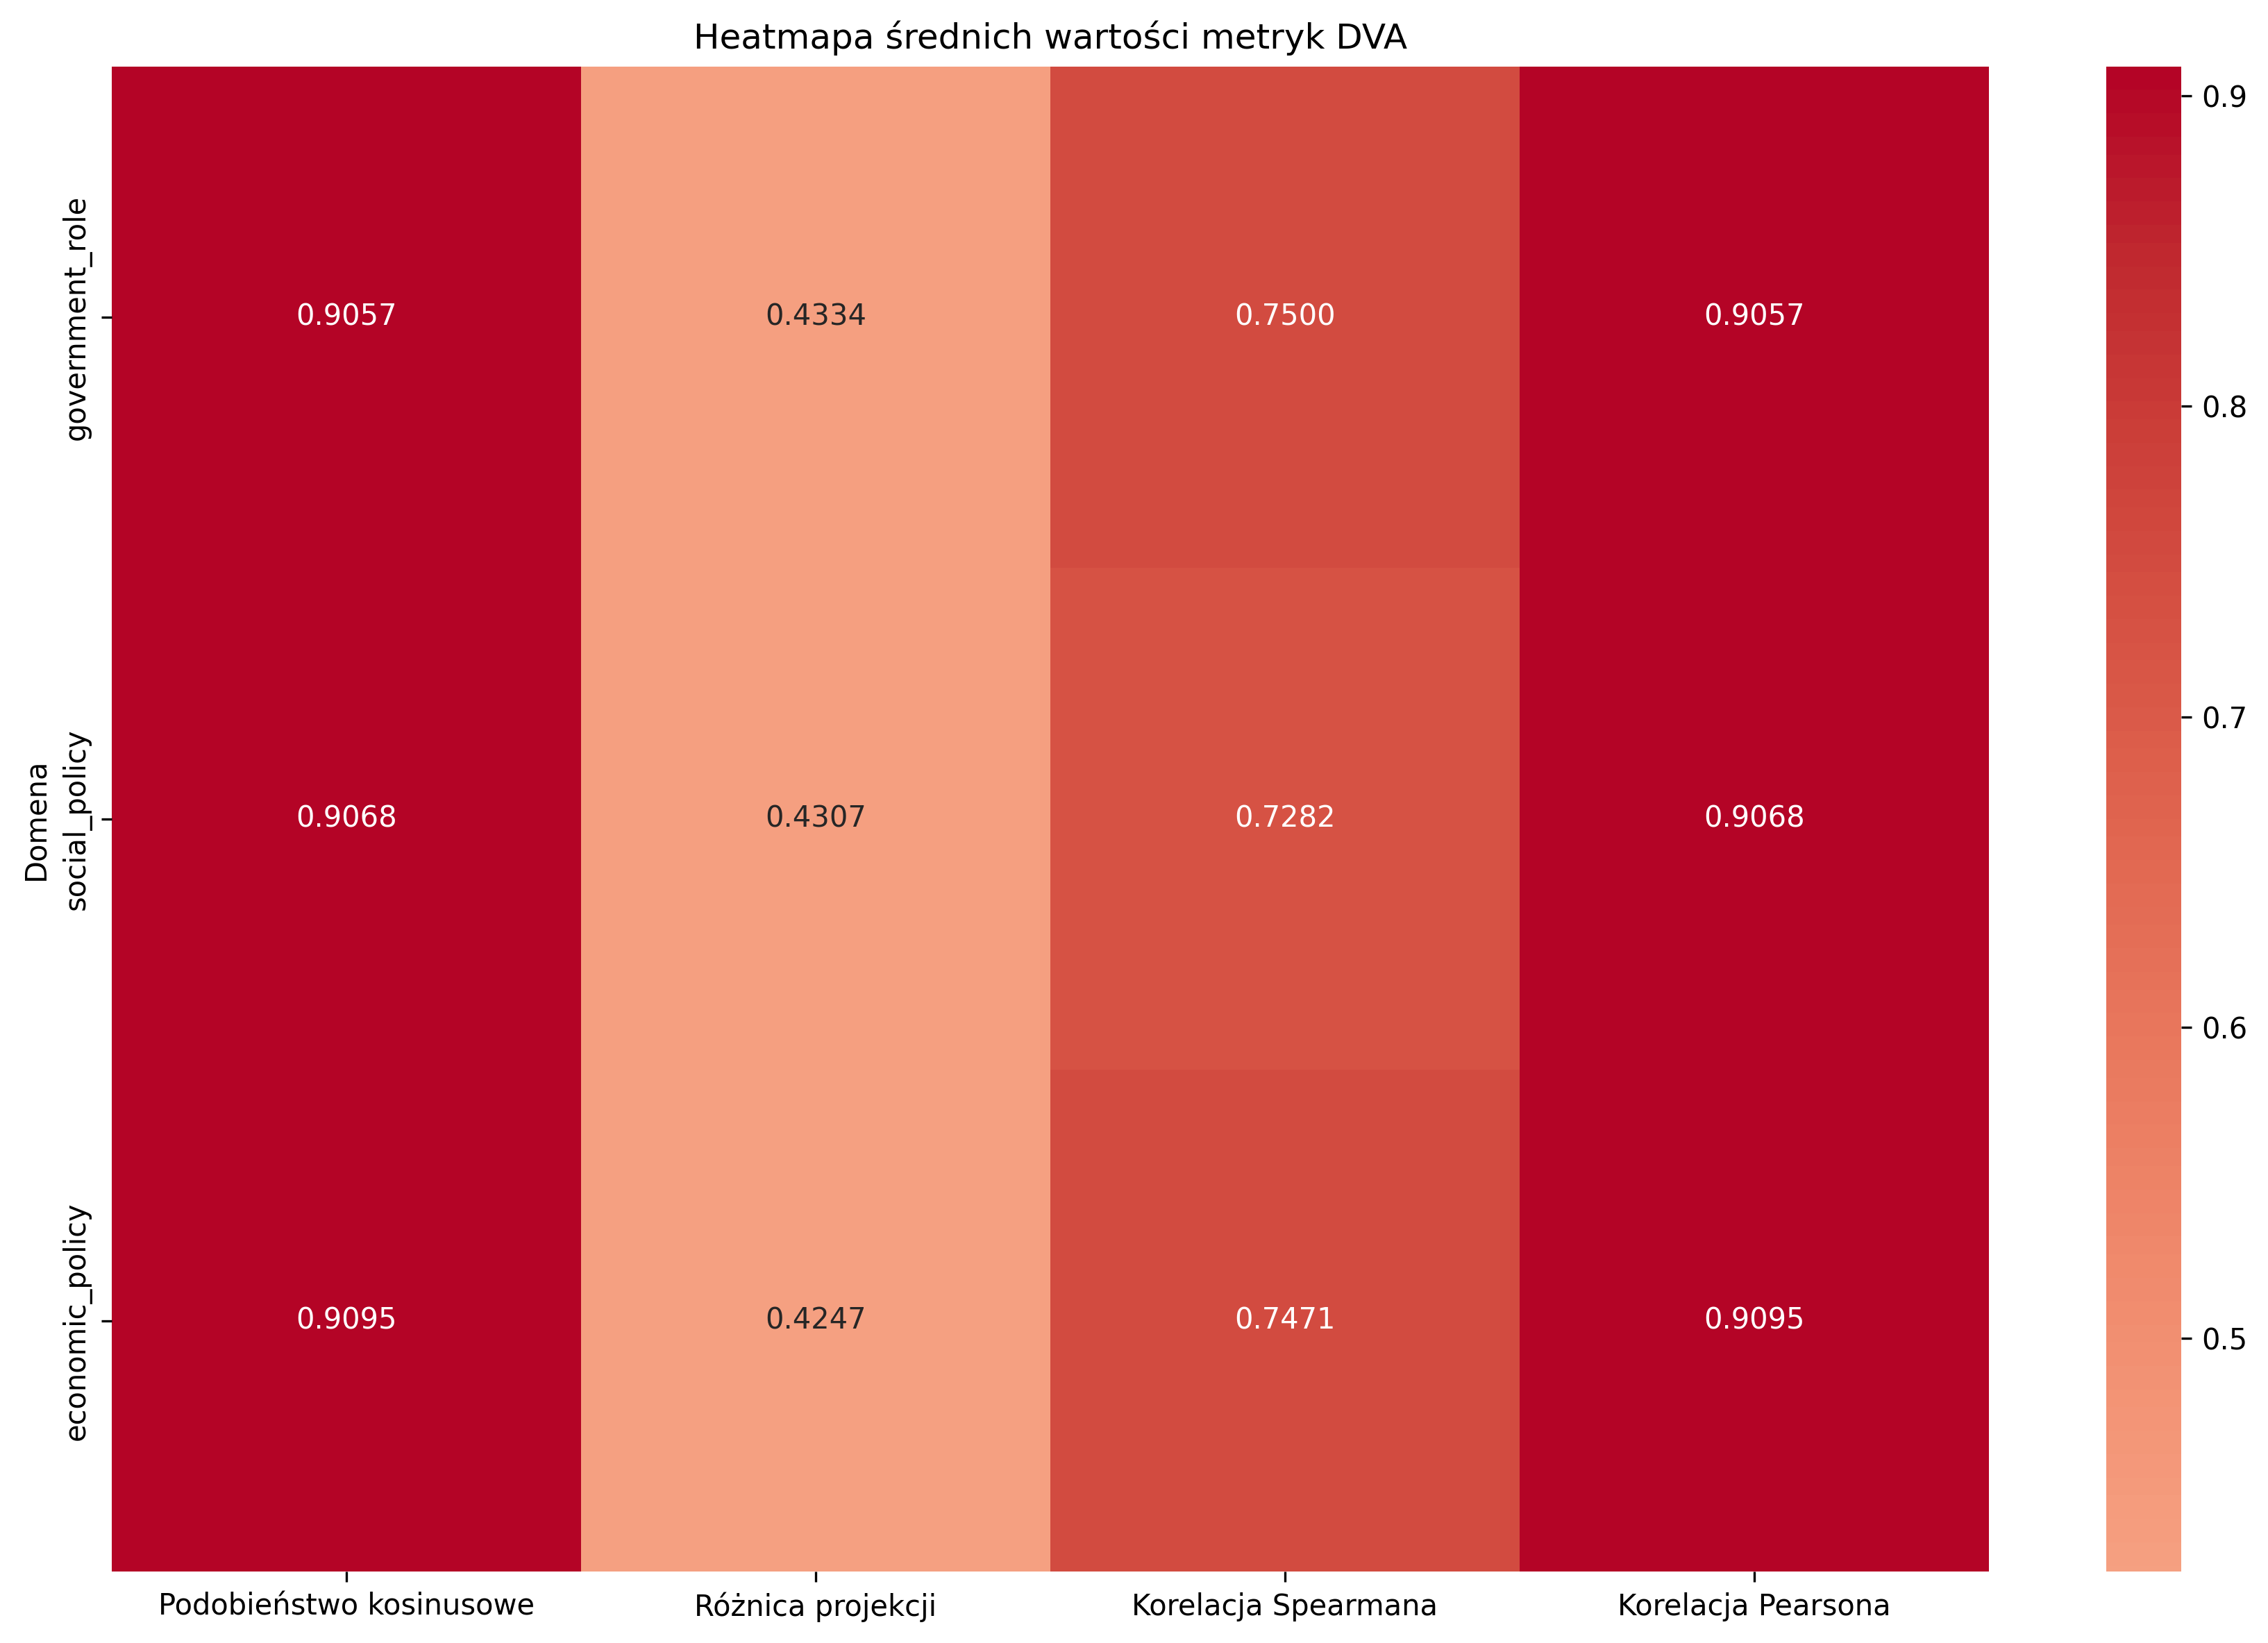 Heatmapa średnich wartości metryk DVA
Domena
government_role
0.9057 0.4334 0.7500 0.9057
social_policy
0.9068 0.4307 0.7282 0.9068
economic_policy
0.9095 0.4247 0.7471 0.9095
Podobieństwo kosinusowe Różnica projekcji Korelacja Spearmana Korelacja Pearsona
0.9
0.8
0.7
0.6
0.5